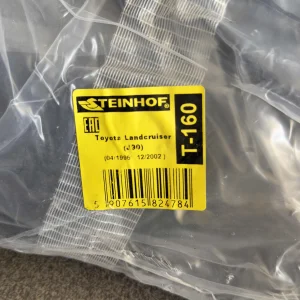 STEINHOF
EAC
Toyota Landcruiser
(J90)
(04/1996 - 12/2002)
T-160
5 907615 824784